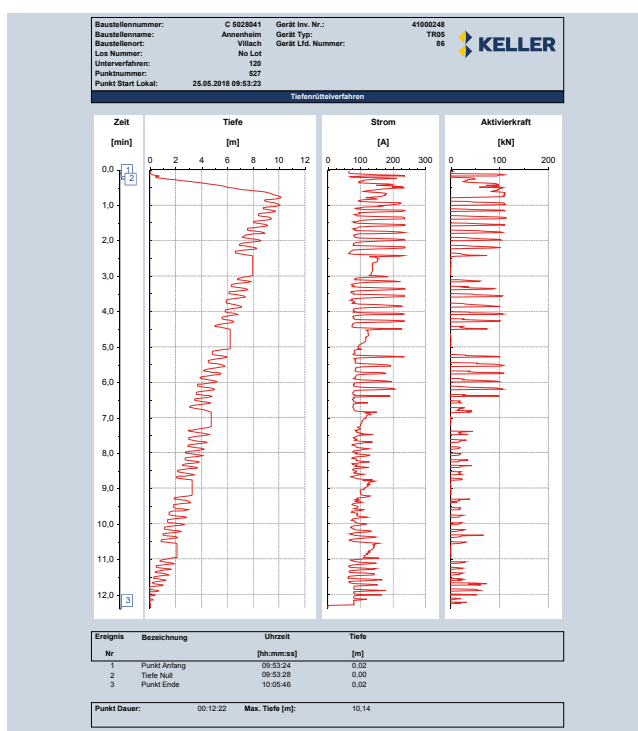 Baustellennummer: C 5028041 Gerät Inv. Nr.: 41000248
Baustellenname: Annenheim Gerät Typ: TR05
Baustellenort: Villach Gerät Lfd. Nummer: 86
Los Nummer: No Lot
Unterverfahren: 120
Punktnummer: 527
Punkt Start Lokal: 25.05.2018 09:53:23
KELLER
Tiefenrüttelverfahren
Zeit Tiefe Strom Aktivierkraft
[min] [m] [A] [kN]
0 2 4 6 8 10 12 0 100 200 300 0 100 200
0,0
1
2
1,0
2,0
3,0
4,0
5,0
6,0
7,0
8,0
9,0
10,0
11,0
12,0
3
Ereignis Bezeichnung Uhrzeit Tiefe
Nr [hh:mm:ss] [m]
1 Punkt Anfang 09:53:24 0,02
2 Tiefe Null 09:53:28 0,00
3 Punkt Ende 10:05:46 0,02
Punkt Dauer: 00:12:22 Max. Tiefe [m]: 10,14